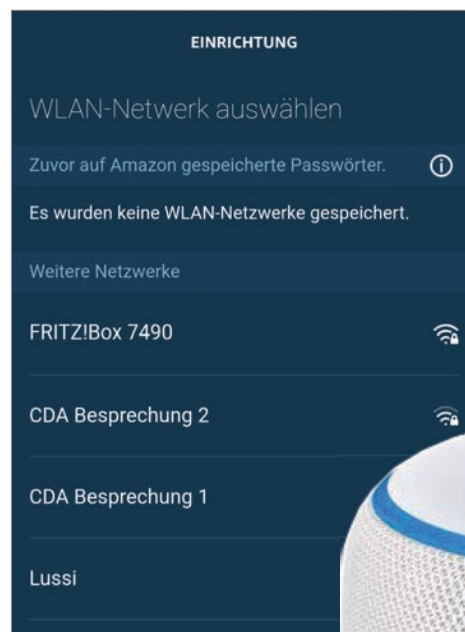 EINRICHTUNG
WLAN-Netwerk auswählen
Zuvor auf Amazon gespeicherte Passwörter.
Es wurden keine WLAN-Netzwerke gespeichert.
Weitere Netzwerke
FRITZ!Box 7490
CDA Besprechung 2
CDA Besprechung 1
Lussi